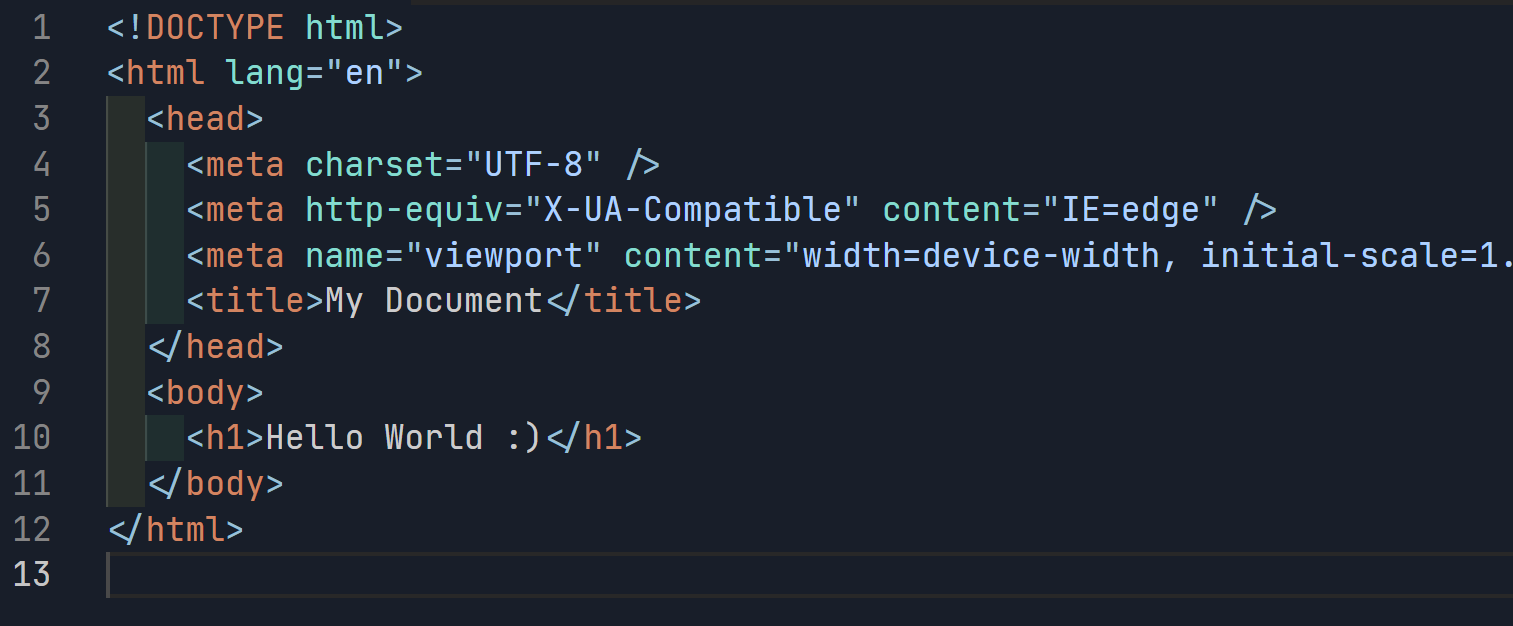 1 <!DOCTYPE html>
2 <html lang="en">
3   <head>
4     <meta charset="UTF-8" />
5     <meta http-equiv="X-UA-Compatible" content="IE=edge" />
6     <meta name="viewport" content="width=device-width, initial-scale=1.
7     <title>My Document</title>
8   </head>
9   <body>
10     <h1>Hello World :)</h1>
11   </body>
12 </html>
13